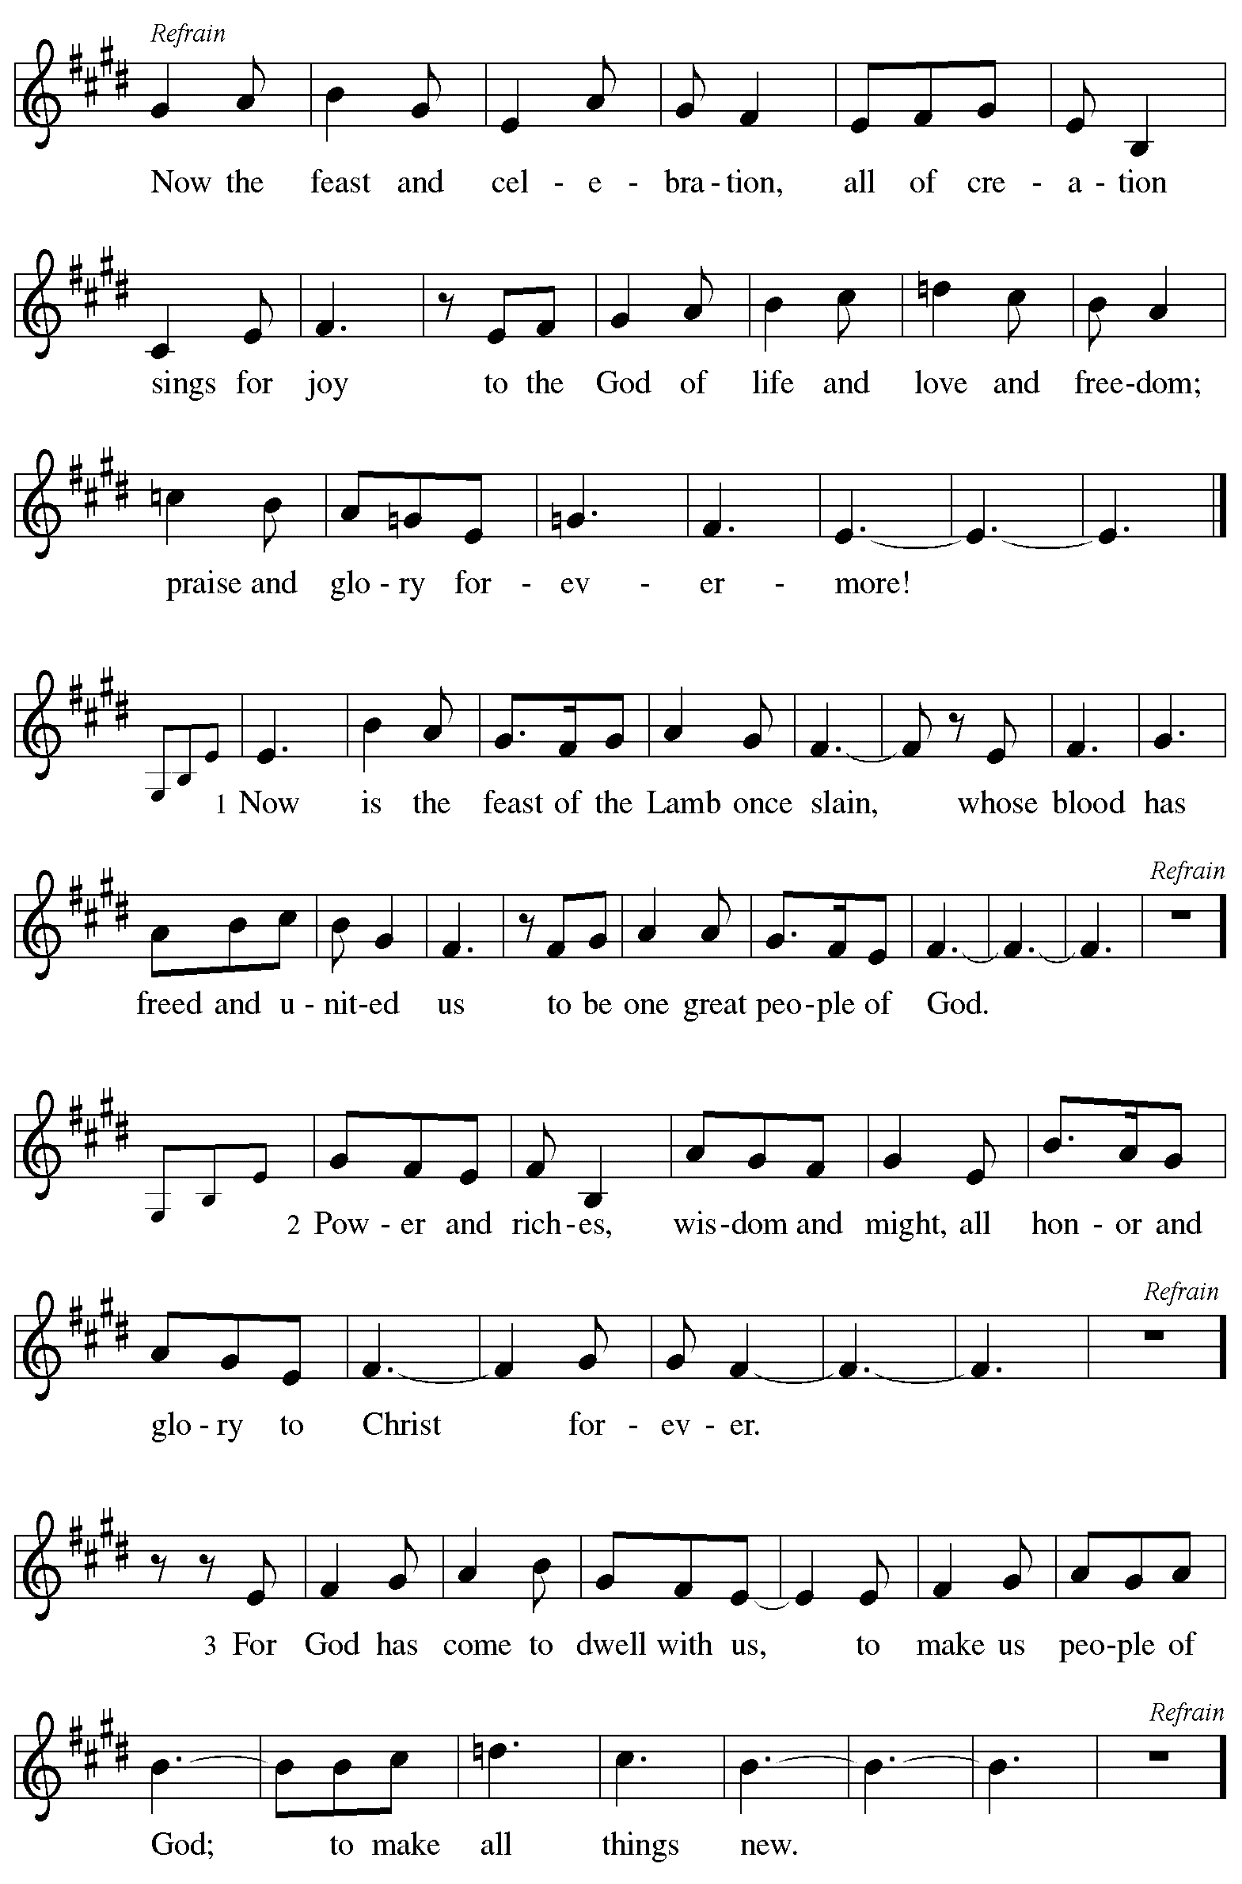 Refrain
Now the feast and cel - e - bra - tion, all of cre - a - tion
sings for joy to the God of life and love and free - dom;
praise and glo - ry for - ev - er - more!
1 Now is the feast of the Lamb once slain, whose blood has
Refrain
freed and u - nit - ed us to be one great peo - ple of God.
2 Pow - er and rich - es, wis - dom and might, all hon - or and
Refrain
glo - ry to Christ for - ev - er.
3 For God has come to dwell with us, to make us peo - ple of
Refrain
God; to make all things new.